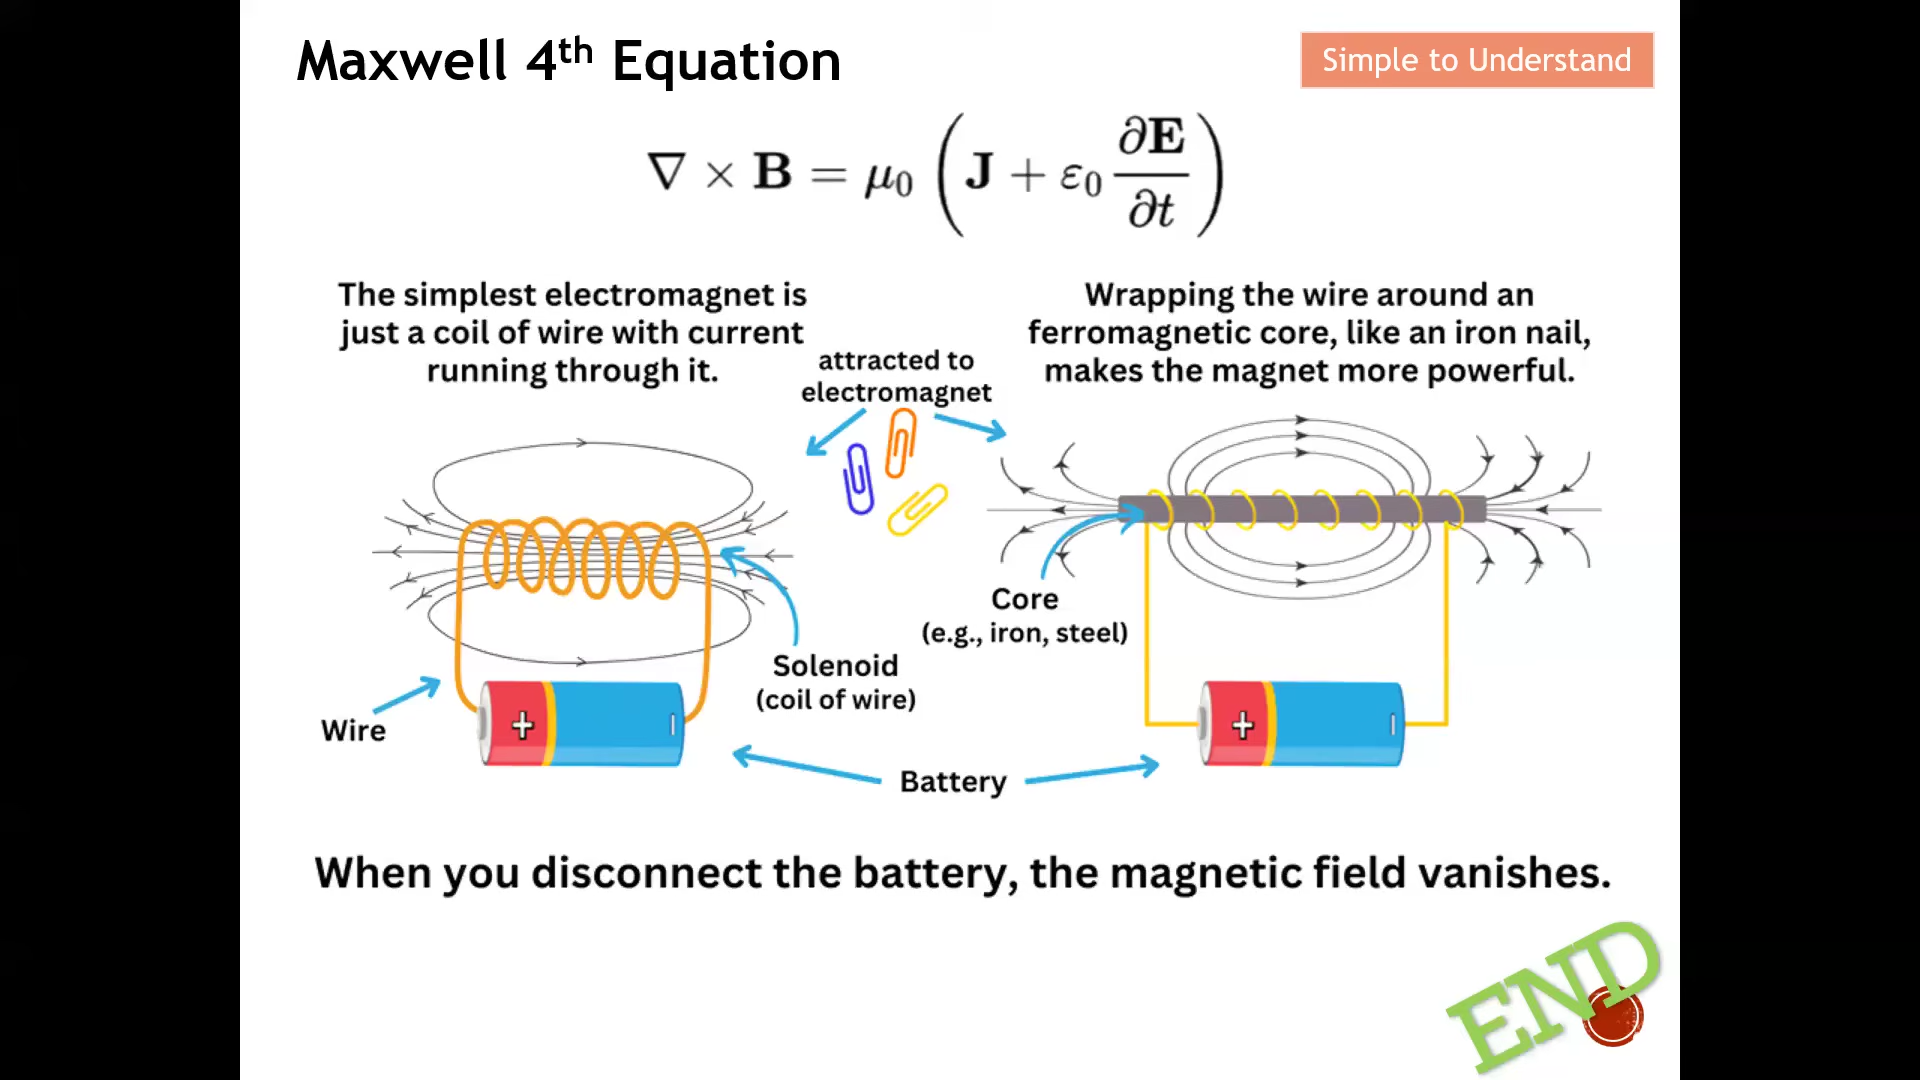 Maxwell 4th Equation
Simple to Understand
∇ × B = μ0 (J + ε0 ∂E/∂t)
The simplest electromagnet is
just a coil of wire with current
running through it.
attracted to
electromagnet
Wrapping the wire around an
ferromagnetic core, like an iron nail,
makes the magnet more powerful.
Core
(e.g., iron, steel)
Solenoid
(coil of wire)
Wire
+
+
Battery
When you disconnect the battery, the magnetic field vanishes.
END